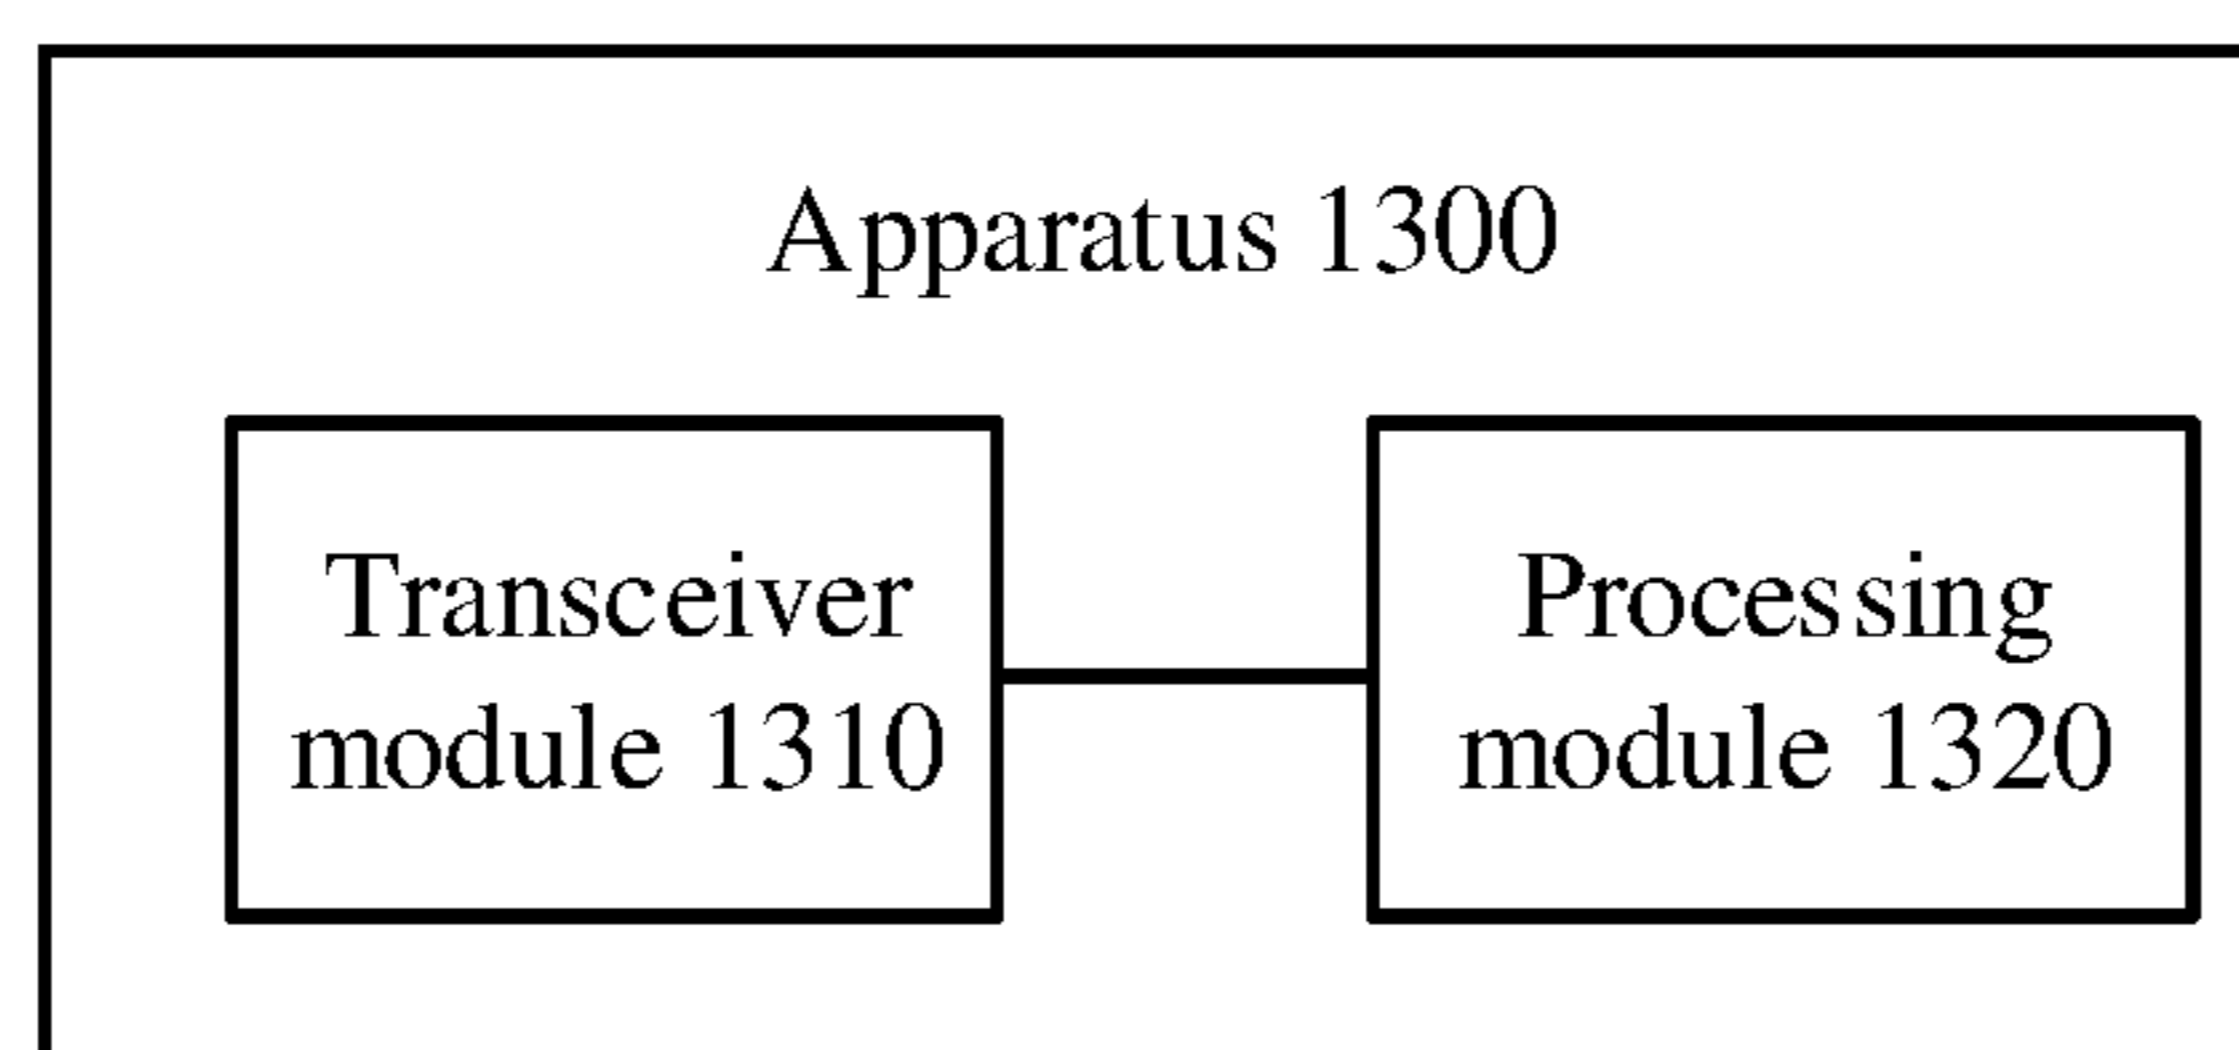 Apparatus 1300
Transceiver
module 1310
Processing
module 1320